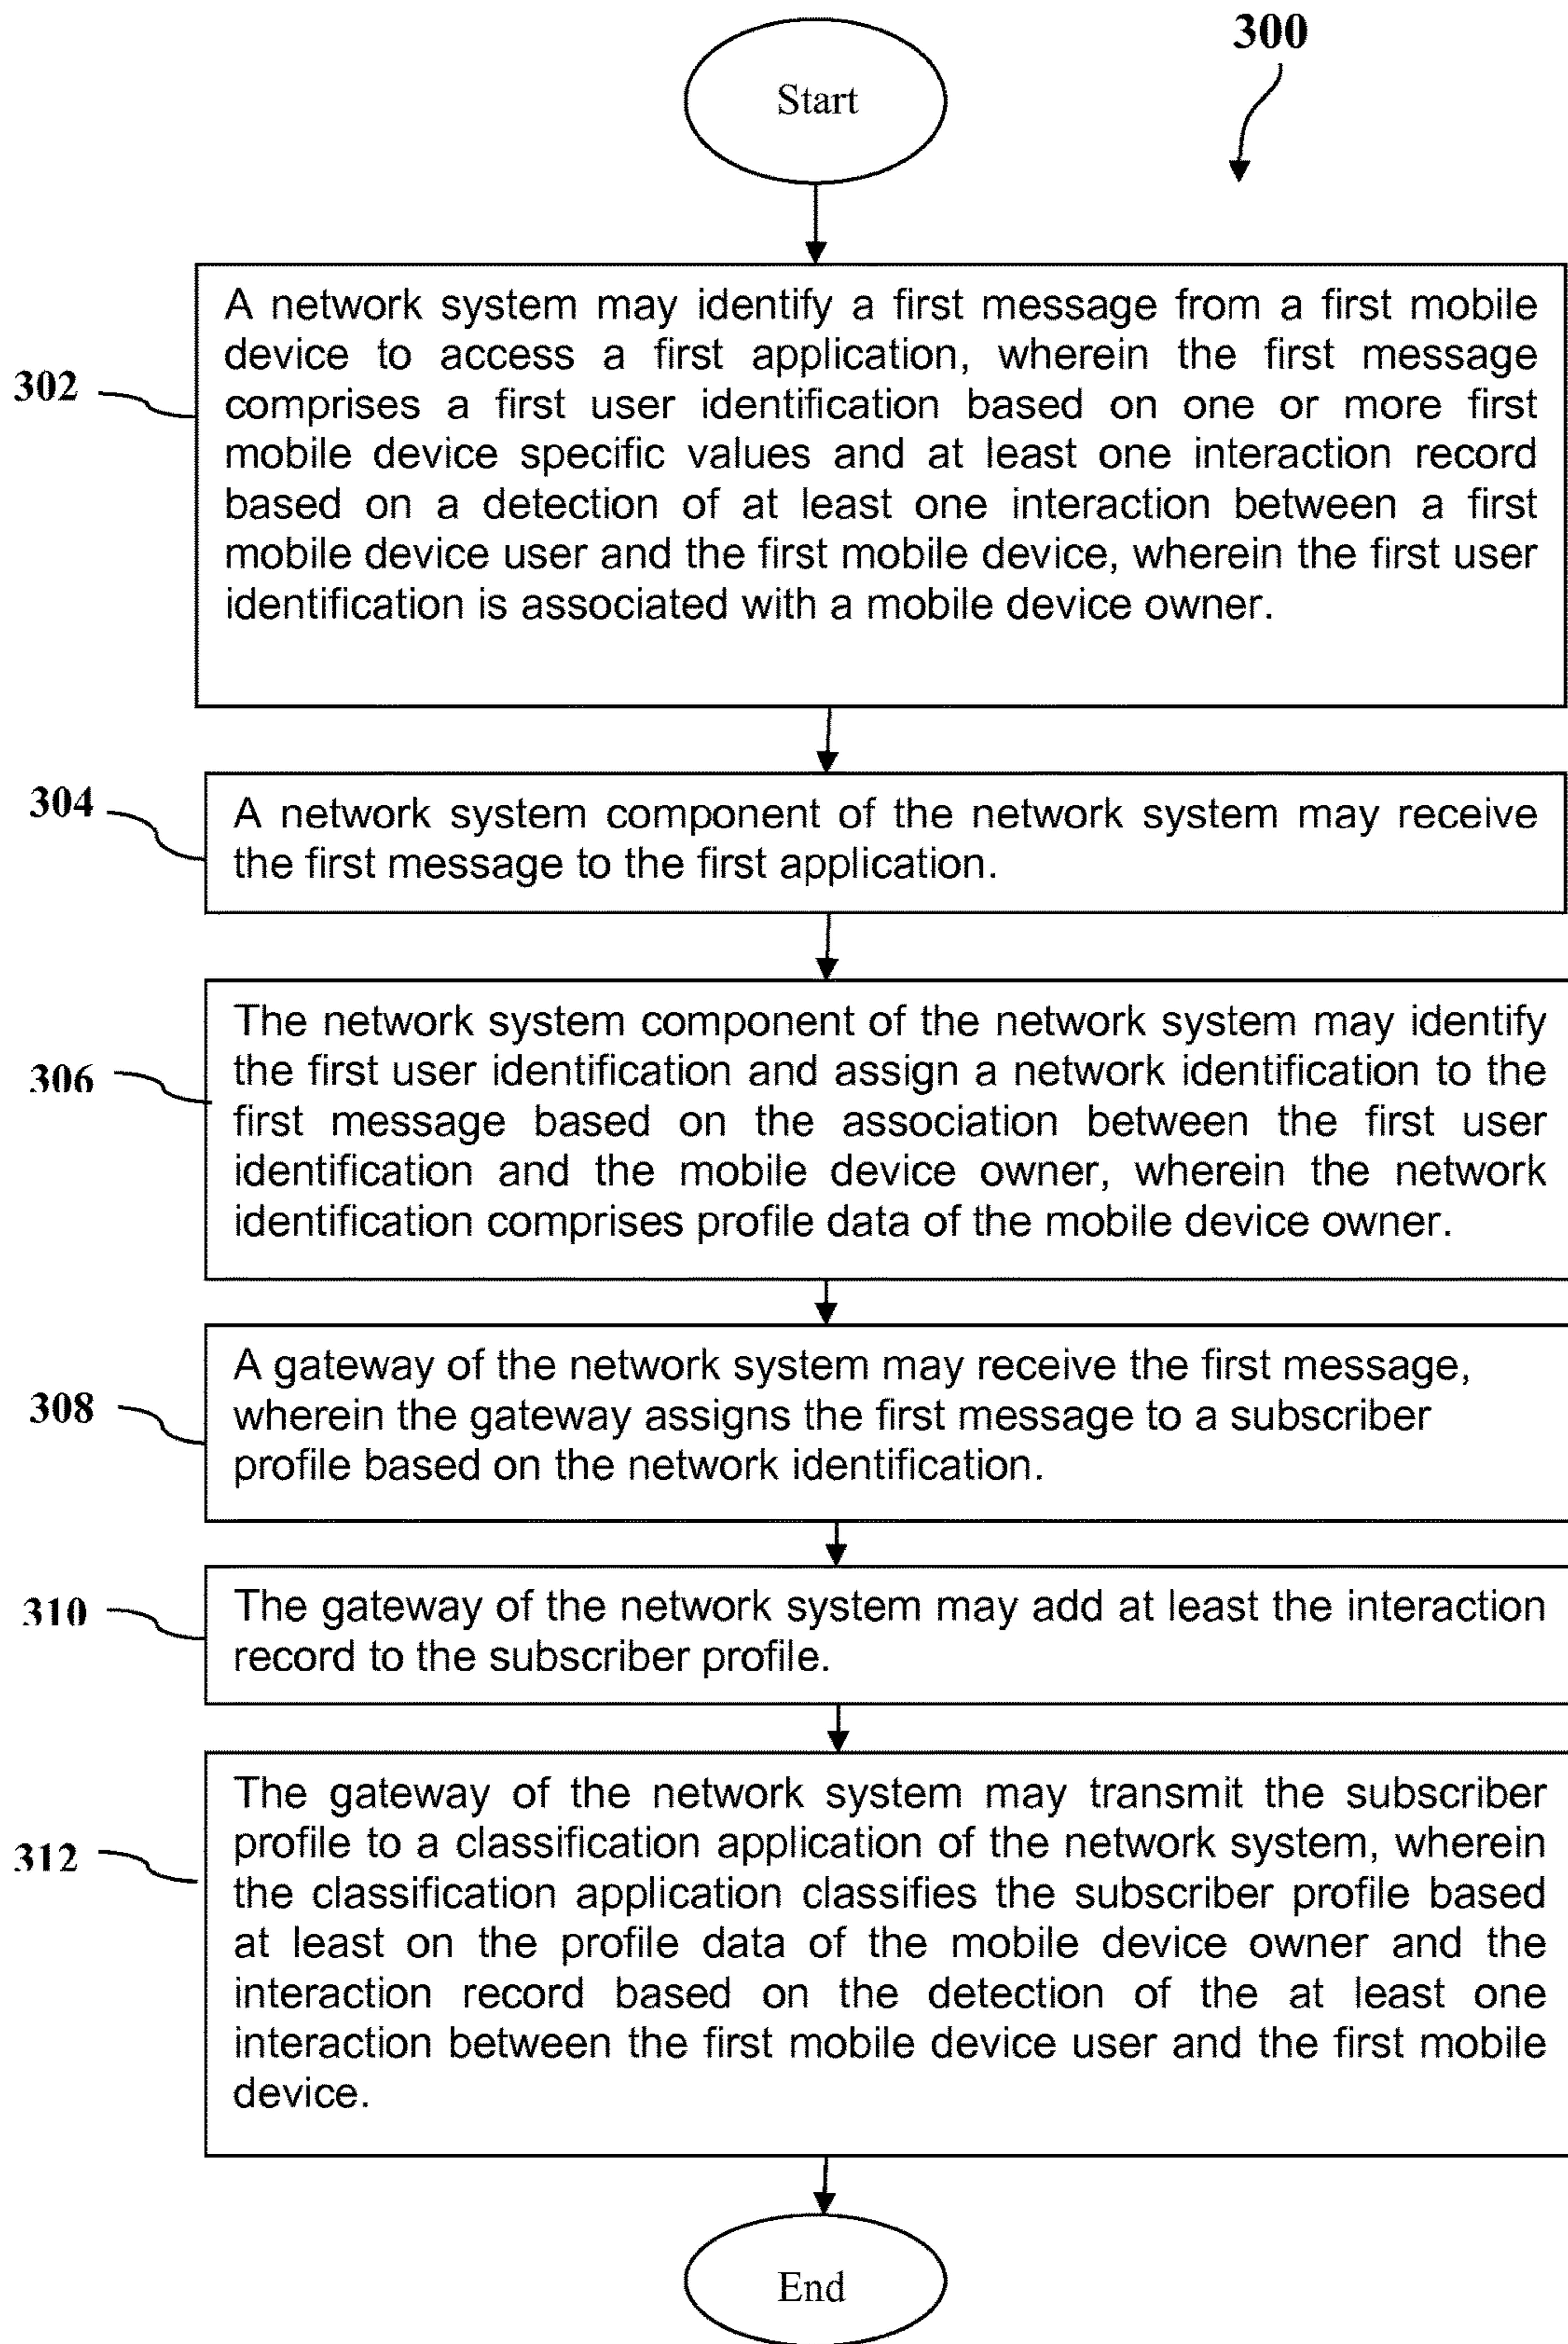 300
Start
302
A network system may identify a first message from a first mobile
device to access a first application, wherein the first message
comprises a first user identification based on one or more first
mobile device specific values and at least one interaction record
based on a detection of at least one interaction between a first
mobile device user and the first mobile device, wherein the first user
identification is associated with a mobile device owner.
304
A network system component of the network system may receive
the first message to the first application.
306
The network system component of the network system may identify
the first user identification and assign a network identification to the
first message based on the association between the first user
identification and the mobile device owner, wherein the network
identification comprises profile data of the mobile device owner.
308
A gateway of the network system may receive the first message,
wherein the gateway assigns the first message to a subscriber
profile based on the network identification.
310
The gateway of the network system may add at least the interaction
record to the subscriber profile.
312
The gateway of the network system may transmit the subscriber
profile to a classification application of the network system, wherein
the classification application classifies the subscriber profile based
at least on the profile data of the mobile device owner and the
interaction record based on the detection of the at least one
interaction between the first mobile device user and the first mobile
device.
End